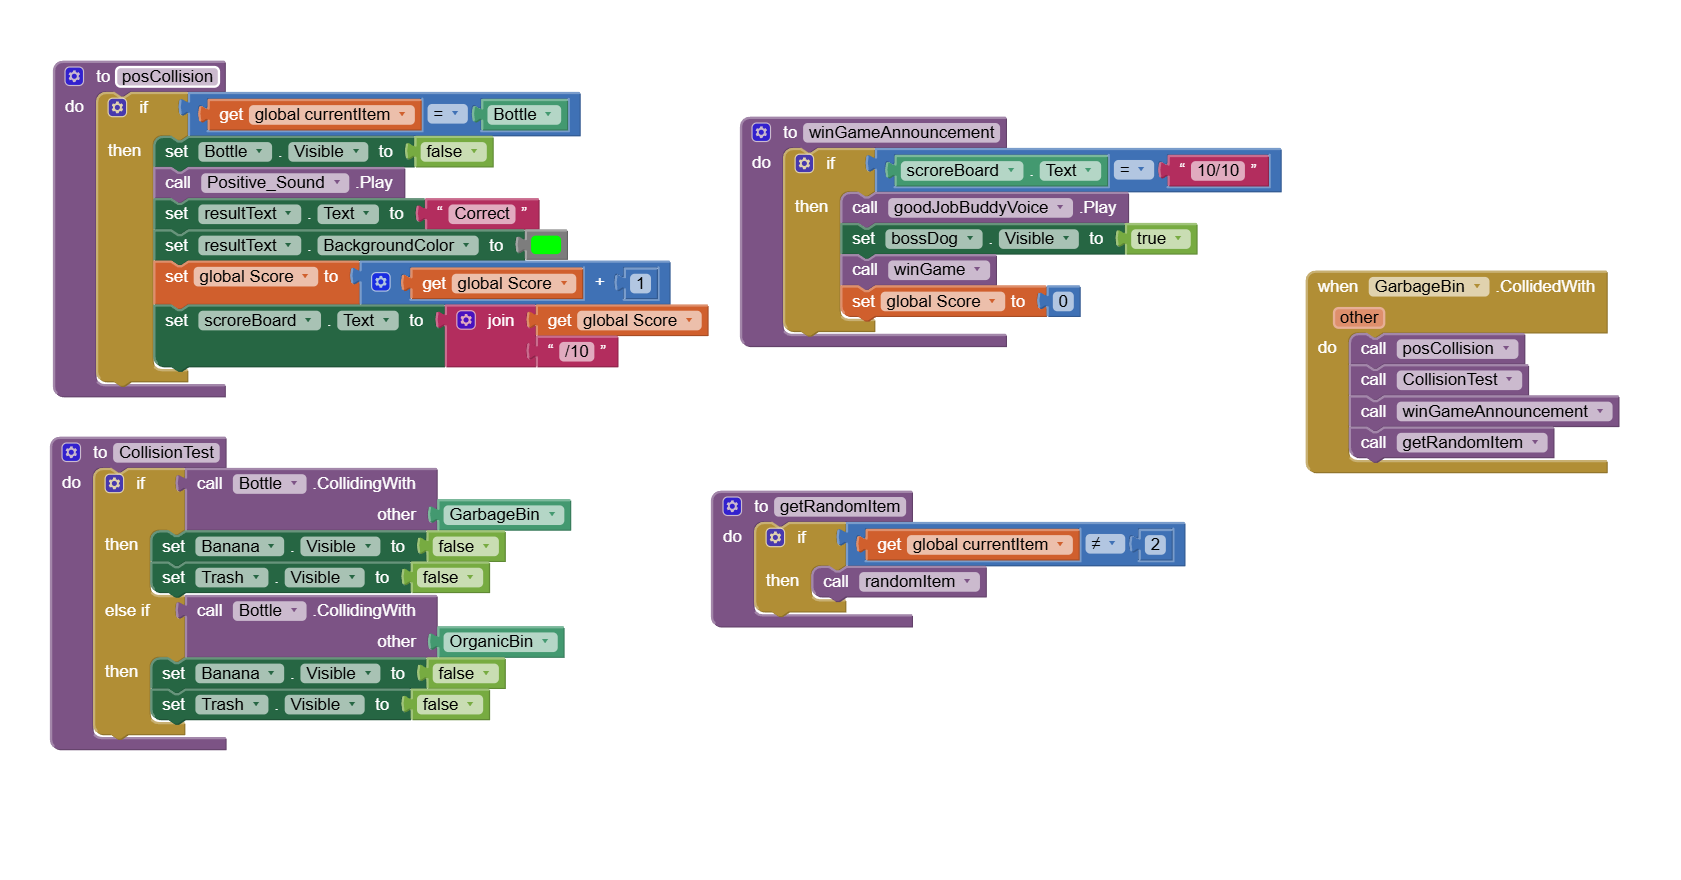 to posCollision
do if get global currentItem = Bottle
then set Bottle . Visible to false
call Positive_Sound .Play
set resultText . Text to “ Correct ”
set resultText . BackgroundColor to
set global Score to get global Score + 1
set scroreBoard . Text to join get global Score
“ /10 ”
to CollisionTest
do if call Bottle .CollidingWith
other GarbageBin
then set Banana . Visible to false
set Trash . Visible to false
else if call Bottle .CollidingWith
other OrganicBin
then set Banana . Visible to false
set Trash . Visible to false
to winGameAnnouncement
do if scroreBoard . Text = “ 10/10 ”
then call goodJobBuddyVoice .Play
set bossDog . Visible to true
call winGame
set global Score to 0
to getRandomItem
do if get global currentItem ≠ 2
then call randomItem
when GarbageBin .CollidedWith
other
do call posCollision
call CollisionTest
call winGameAnnouncement
call getRandomItem